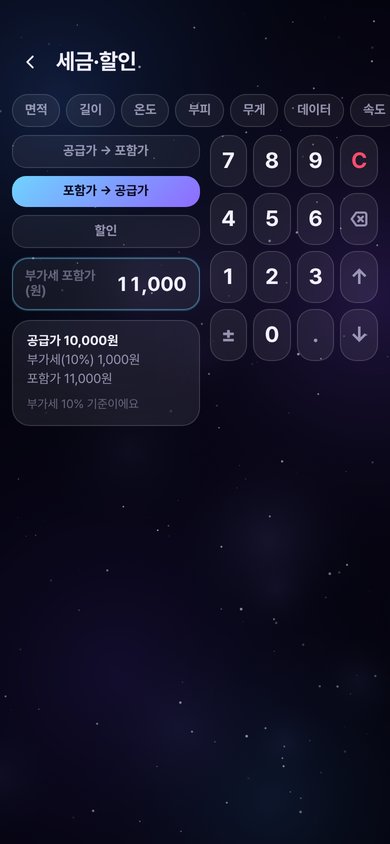 세금·할인
면적 길이 온도 부피 무게 데이터 속도
공급가 → 포함가
포함가 → 공급가
할인
부가세 포함가
(원)
11,000
공급가 10,000원
부가세(10%) 1,000원
포함가 11,000원
부가세 10% 기준이에요
7 8 9 C
4 5 6
1 2 3 ↑
± 0 . ↓